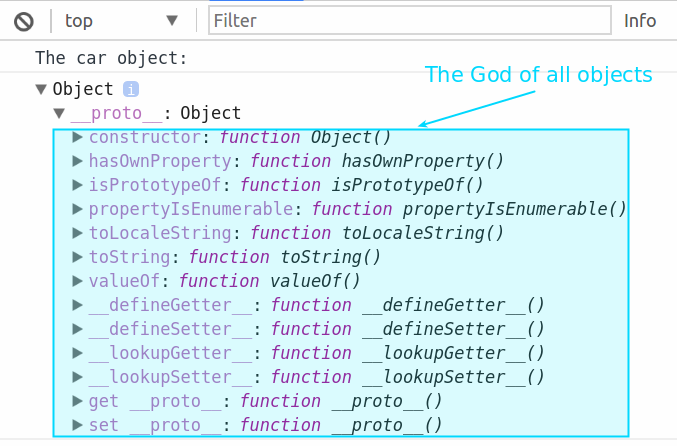 top Filter Info
The car object:
The God of all objects
Object i
__proto__: Object
constructor: function Object()
hasOwnProperty: function hasOwnProperty()
isPrototypeOf: function isPrototypeOf()
propertyIsEnumerable: function propertyIsEnumerable()
toLocaleString: function toLocaleString()
toString: function toString()
valueOf: function valueOf()
__defineGetter__: function __defineGetter__()
__defineSetter__: function __defineSetter__()
__lookupGetter__: function __lookupGetter__()
__lookupSetter__: function __lookupSetter__()
get __proto__: function __proto__()
set __proto__: function __proto__()